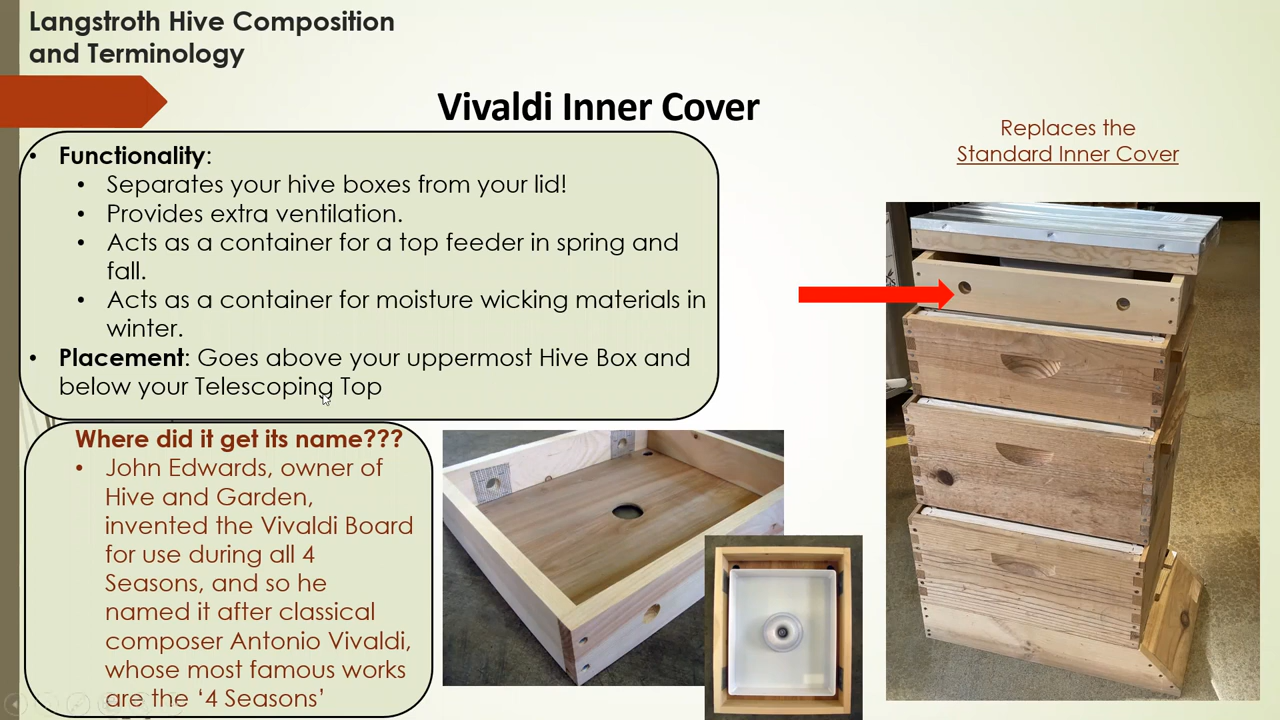 Langstroth Hive Composition
and Terminology
Vivaldi Inner Cover
• Functionality:
• Separates your hive boxes from your lid!
• Provides extra ventilation.
• Acts as a container for a top feeder in spring and
fall.
• Acts as a container for moisture wicking materials in
winter.
• Placement: Goes above your uppermost Hive Box and
below your Telescoping Top
Replaces the
Standard Inner Cover
Where did it get its name???
• John Edwards, owner of
Hive and Garden,
invented the Vivaldi Board
for use during all 4
Seasons, and so he
named it after classical
composer Antonio Vivaldi,
whose most famous works
are the ‘4 Seasons’